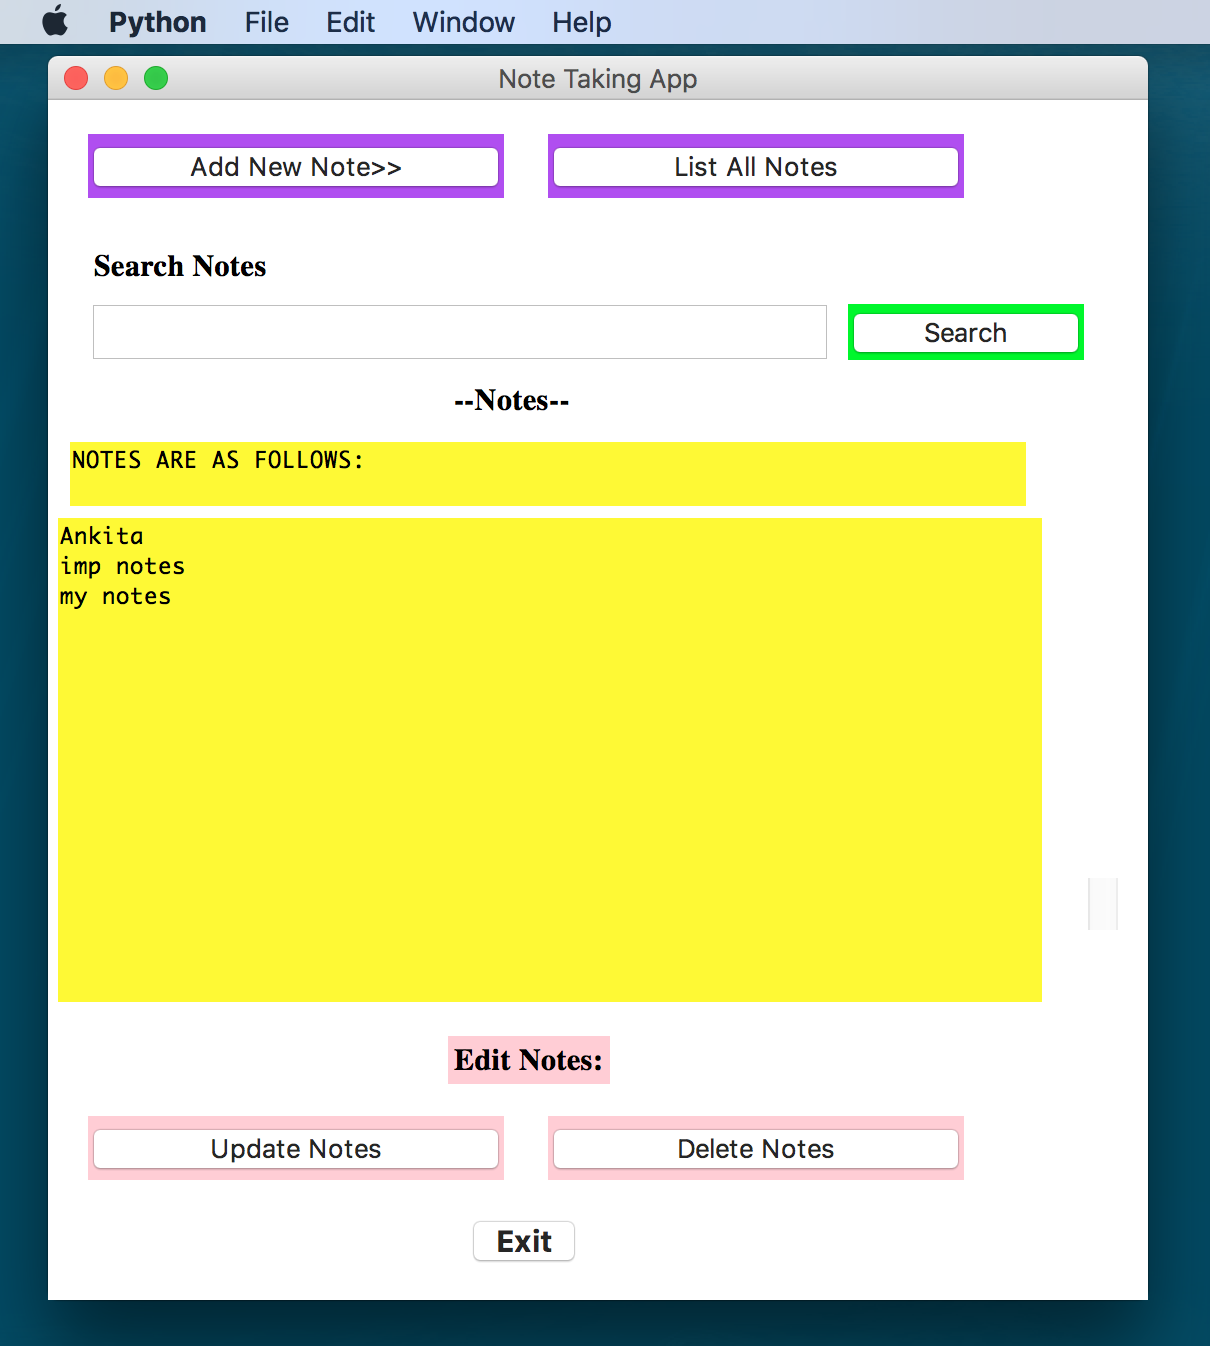 Python File Edit Window Help
Note Taking App
Add New Note>> List All Notes
Search Notes
Search
--Notes--
NOTES ARE AS FOLLOWS:
Ankita
imp notes
my notes
Edit Notes:
Update Notes Delete Notes
Exit